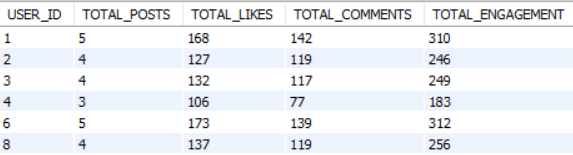 USER_ID TOTAL_POSTS TOTAL_LIKES TOTAL_COMMENTS TOTAL_ENGAGEMENT
1 5 168 142 310
2 4 127 119 246
3 4 132 117 249
4 3 106 77 183
6 5 173 139 312
8 4 137 119 256